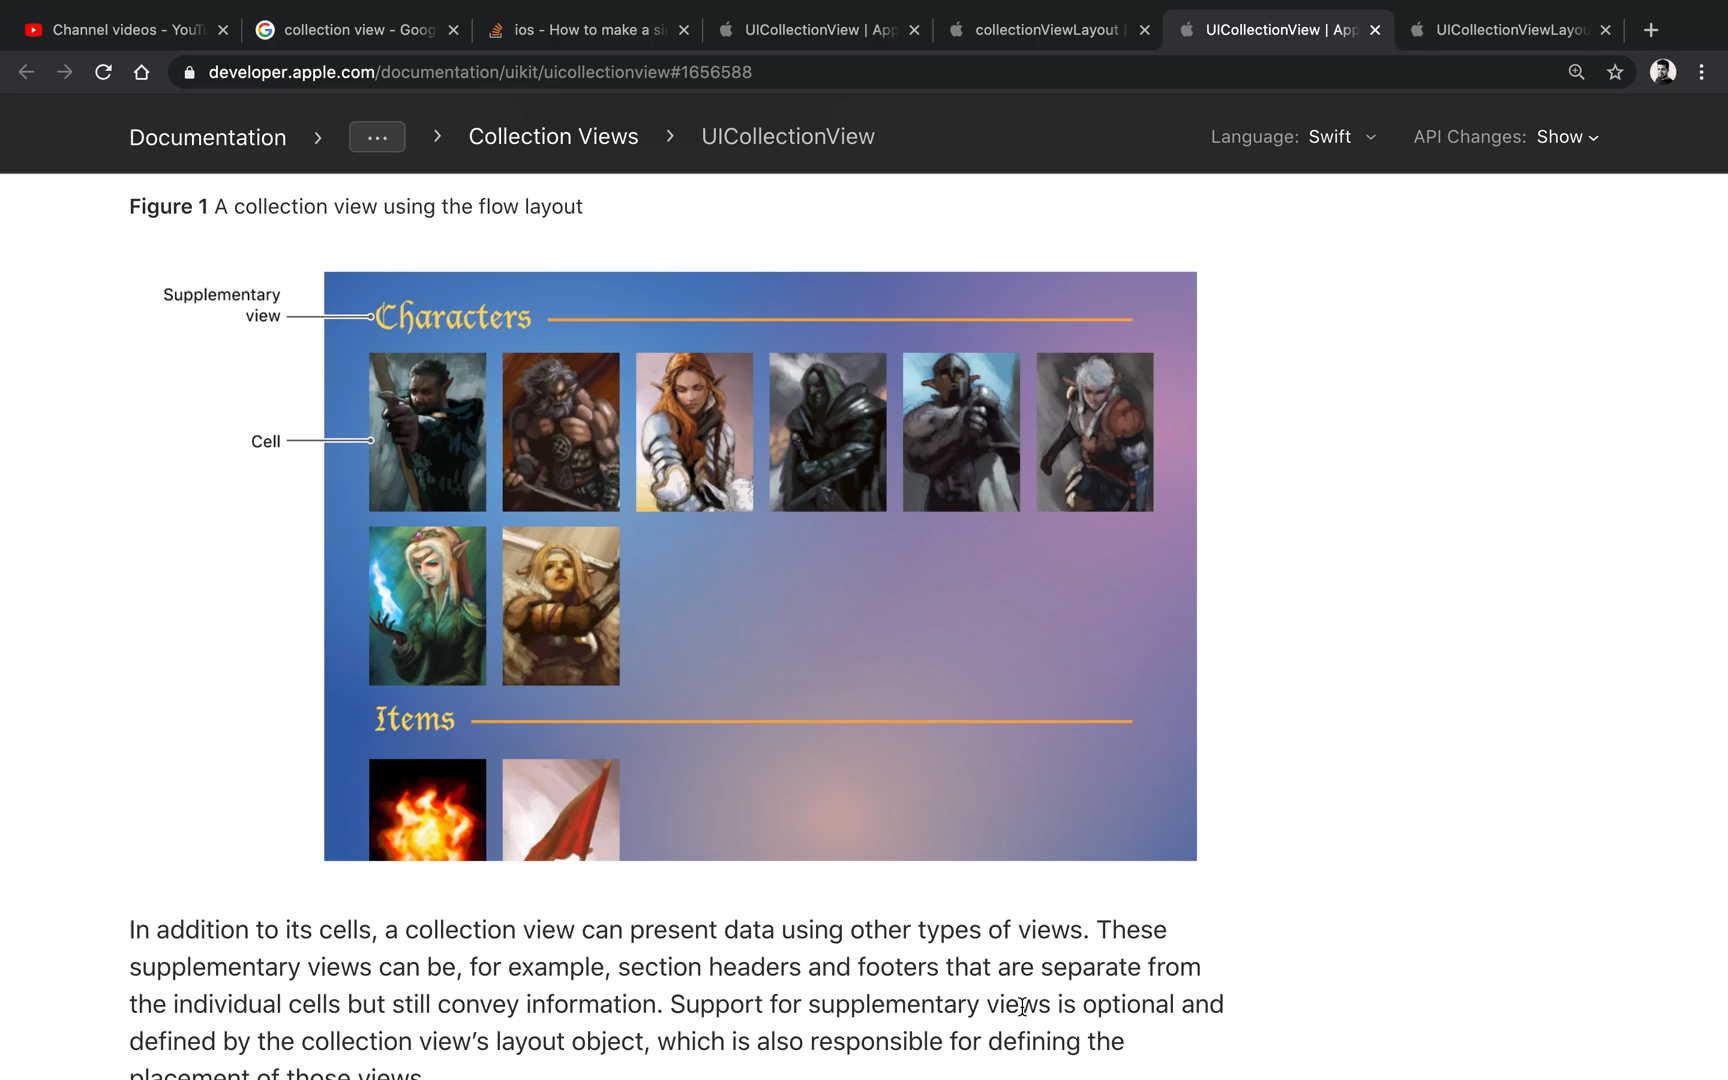 Channel videos - YouTu
collection view - Goog
ios - How to make a si
UICollectionView | App
collectionViewLayout |
UICollectionView | App
UICollectionViewLayou
developer.apple.com/documentation/uikit/uicollectionview#1656588
Documentation > ··· > Collection Views > UICollectionView
Language: Swift
API Changes: Show
Figure 1 A collection view using the flow layout
Supplementary
view
Characters
Cell
Items
In addition to its cells, a collection view can present data using other types of views. These
supplementary views can be, for example, section headers and footers that are separate from
the individual cells but still convey information. Support for supplementary views is optional and
defined by the collection view’s layout object, which is also responsible for defining the
placement of those views.